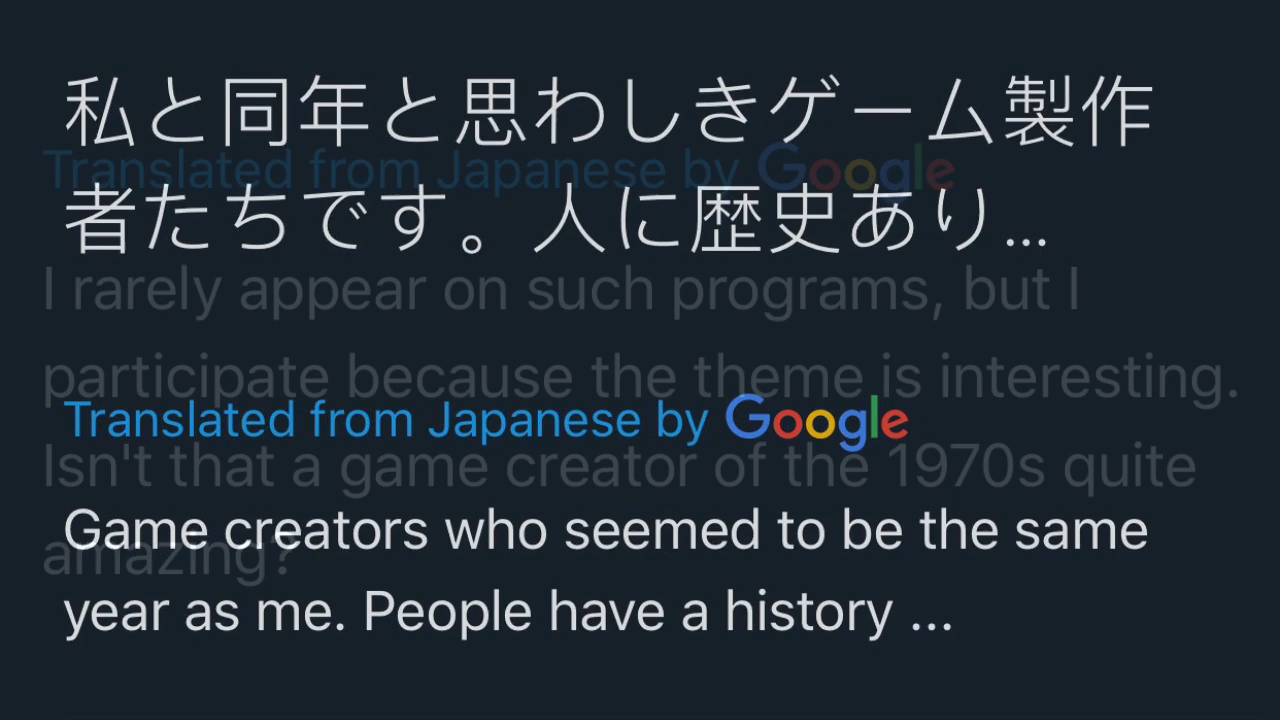 私と同年と思わしきゲーム製作
Translated from Japanese by Google
者たちです。人に歴史あり...
I rarely appear on such programs, but I
participate because the theme is interesting.
Translated from Japanese by Google
Isn't that a game creator of the 1970s quite
Game creators who seemed to be the same
amazing?
year as me. People have a history ...